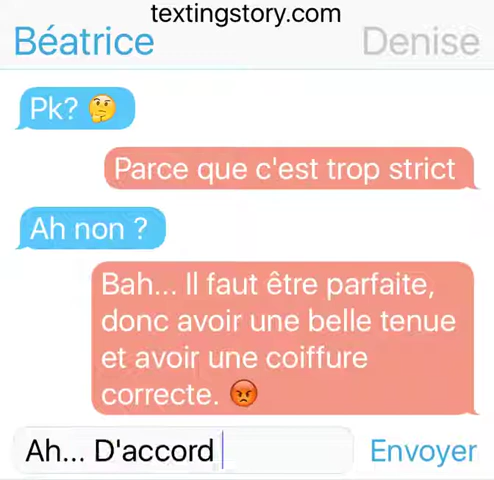 textingstory.com
Béatrice Denise
Pk? 🤔
Parce que c'est trop strict
Ah non ?
Bah... Il faut être parfaite,
donc avoir une belle tenue
et avoir une coiffure
correcte. 😡
Ah... D'accord
Envoyer